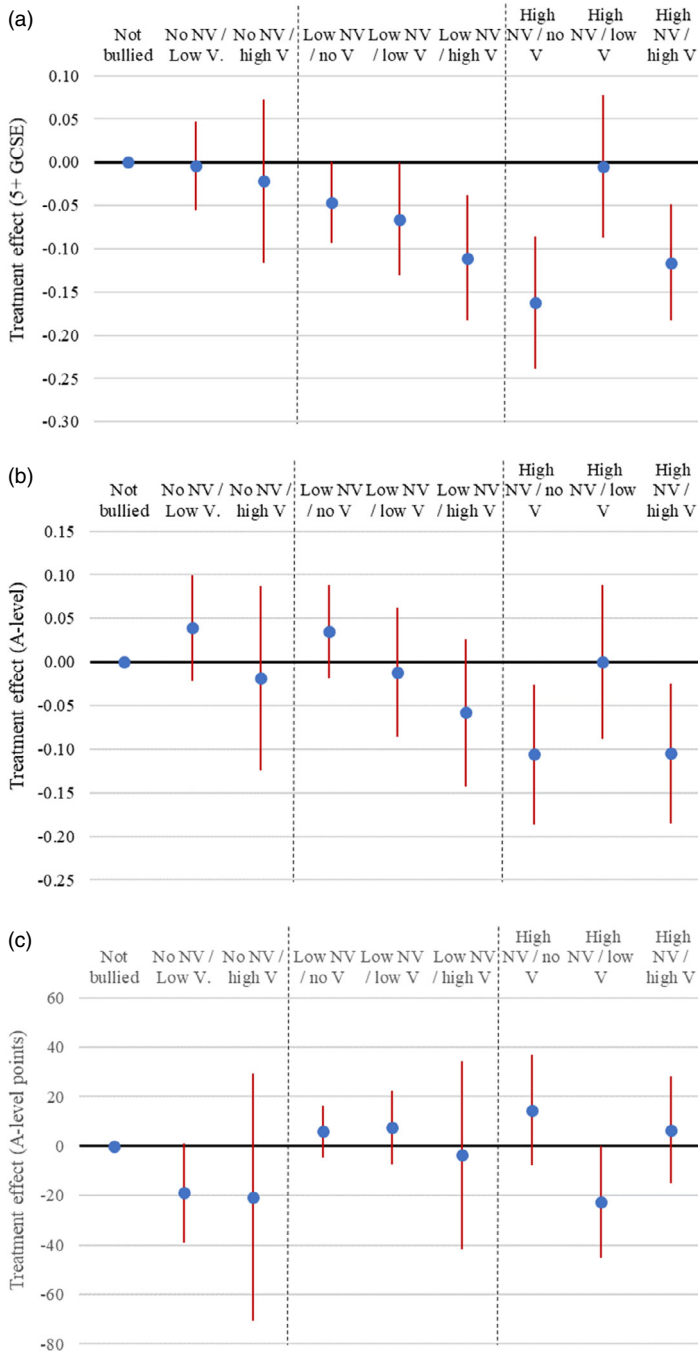 (a)
Not bullied
No NV / Low V.
No NV / high V
Low NV / no V
Low NV / low V
Low NV / high V
High NV / no V
High NV / low V
High NV / high V
Treatment effect (5+ GCSE)
0.10
0.05
0.00
-0.05
-0.10
-0.15
-0.20
-0.25
-0.30
(b)
Not bullied
No NV / Low V.
No NV / high V
Low NV / no V
Low NV / low V
Low NV / high V
High NV / no V
High NV / low V
High NV / high V
Treatment effect (A-level)
0.15
0.10
0.05
0.00
-0.05
-0.10
-0.15
-0.20
-0.25
(c)
Not bullied
No NV / Low V.
No NV / high V
Low NV / no V
Low NV / low V
Low NV / high V
High NV / no V
High NV / low V
High NV / high V
Treatment effect (A-level points)
60
40
20
0
-20
-40
-60
-80